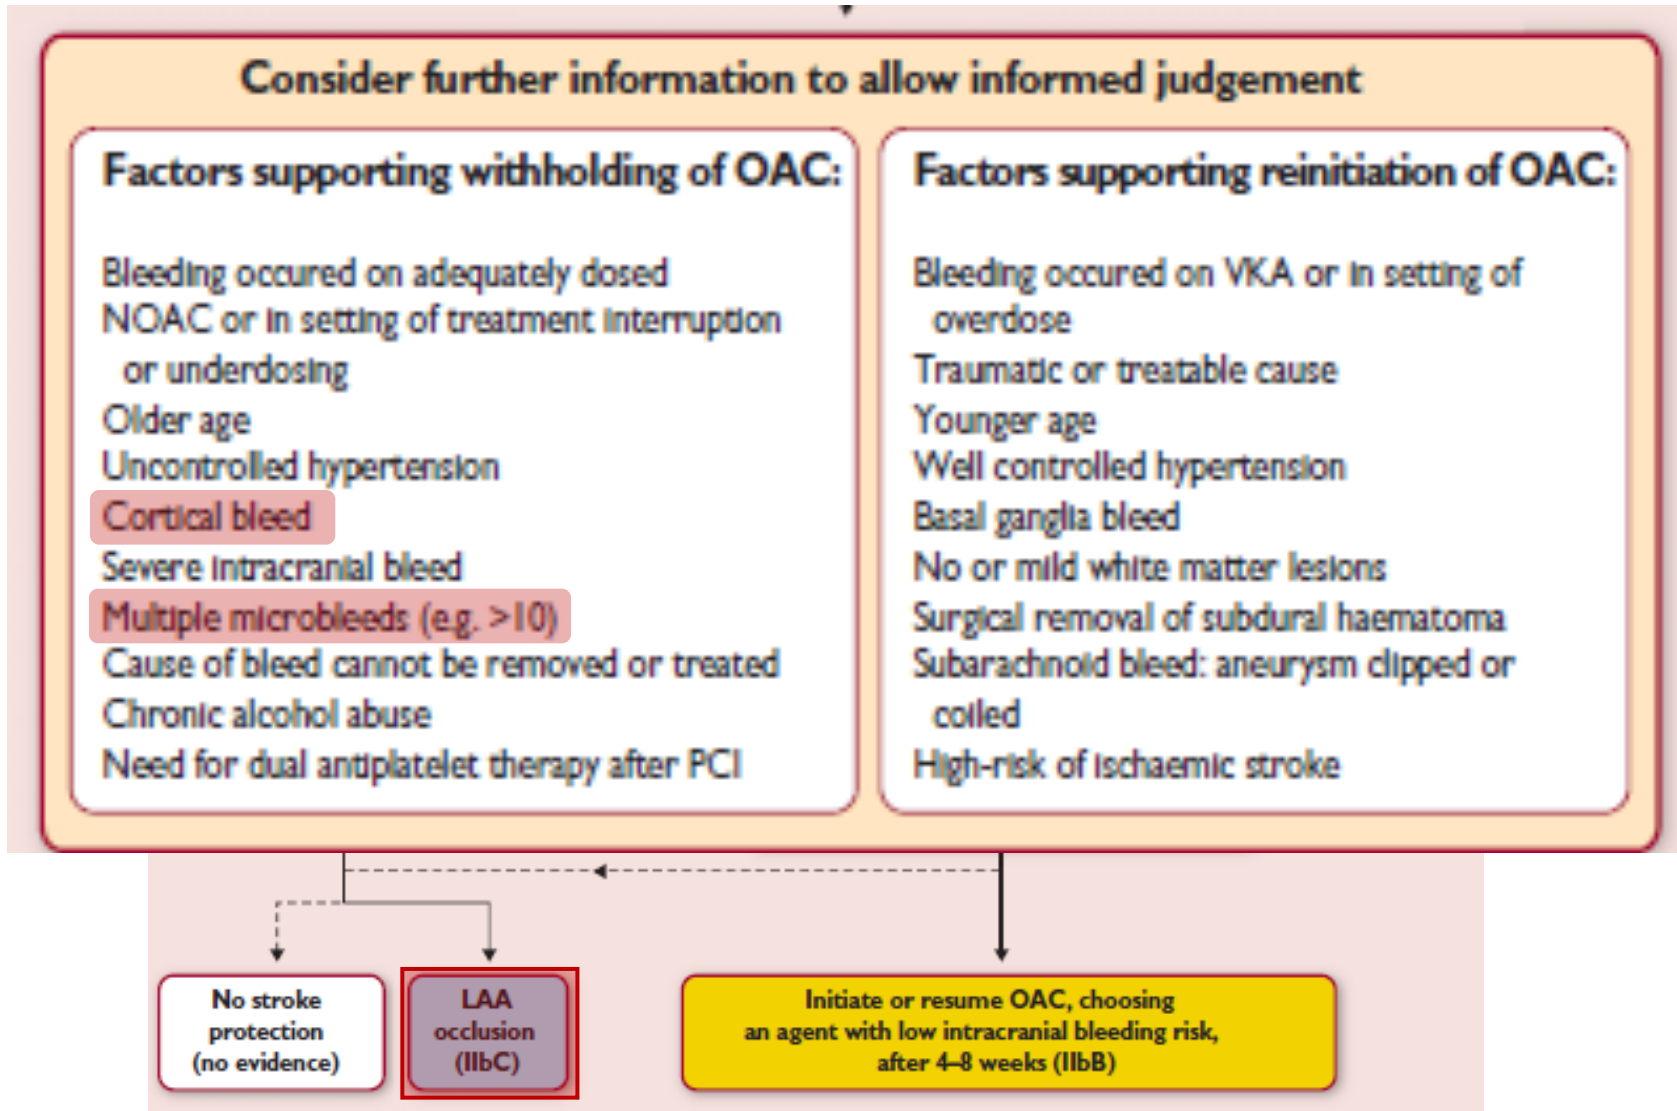 Consider further information to allow informed judgement
Factors supporting withholding of OAC:
Bleeding occured on adequately dosed
NOAC or in setting of treatment interruption
or underdosing
Older age
Uncontrolled hypertension
Cortical bleed
Severe intracranial bleed
Multiple microbleeds (e.g. >10)
Cause of bleed cannot be removed or treated
Chronic alcohol abuse
Need for dual antiplatelet therapy after PCI
Factors supporting reinitiation of OAC:
Bleeding occured on VKA or in setting of
overdose
Traumatic or treatable cause
Younger age
Well controlled hypertension
Basal ganglia bleed
No or mild white matter lesions
Surgical removal of subdural haematoma
Subarachnoid bleed: aneurysm clipped or
coiled
High-risk of ischaemic stroke
No stroke
protection
(no evidence)
LAA
occlusion
(IIbC)
Initiate or resume OAC, choosing
an agent with low intracranial bleeding risk,
after 4–8 weeks (IIbB)